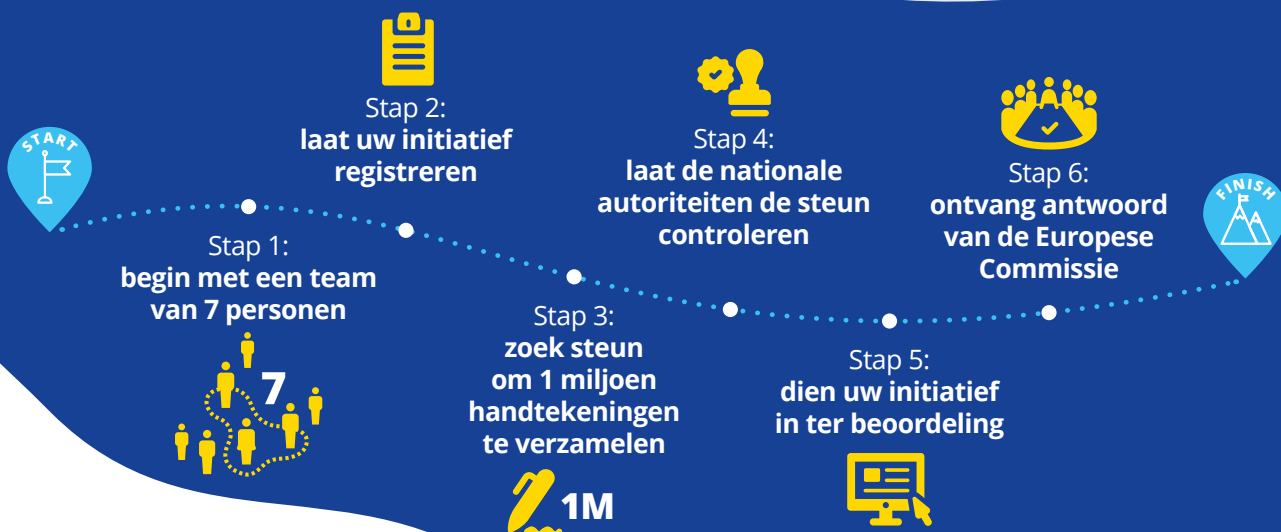 START
Stap 1:
begin met een team
van 7 personen
7
Stap 2:
laat uw initiatief
registreren
Stap 3:
zoek steun
om 1 miljoen
handtekeningen
te verzamelen
1M
Stap 4:
laat de nationale
autoriteiten de steun
controleren
Stap 5:
dien uw initiatief
in ter beoordeling
Stap 6:
ontvang antwoord
van de Europese
Commissie
FINISH